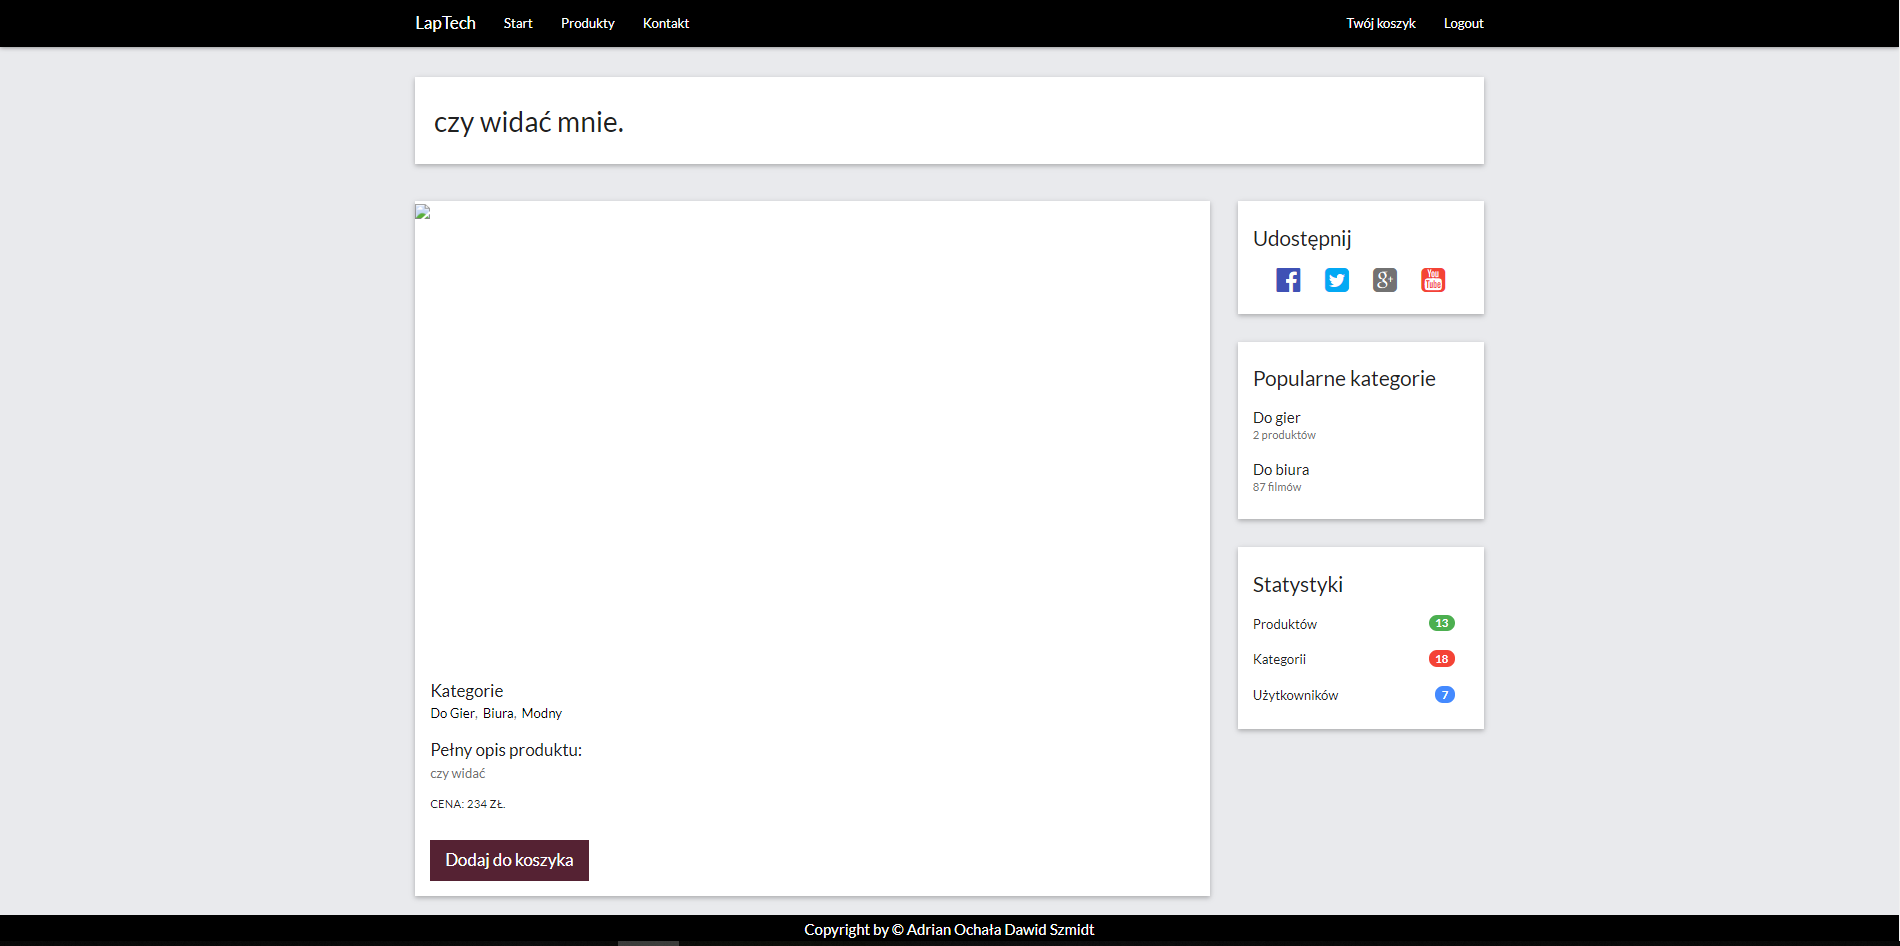 LapTech Start Produkty Kontakt Twój koszyk Logout
czy widać mnie.
Kategorie
Do Gier, Biura, Modny
Pełny opis produktu:
czy widać
CENA: 234 ZŁ.
Dodaj do koszyka
Udostępnij
f g+ You Tube
Popularne kategorie
Do gier
2 produktów
Do biura
87 filmów
Statystyki
Produktów 13
Kategorii 18
Użytkowników 7
Copyright by © Adrian Ochała Dawid Szmidt